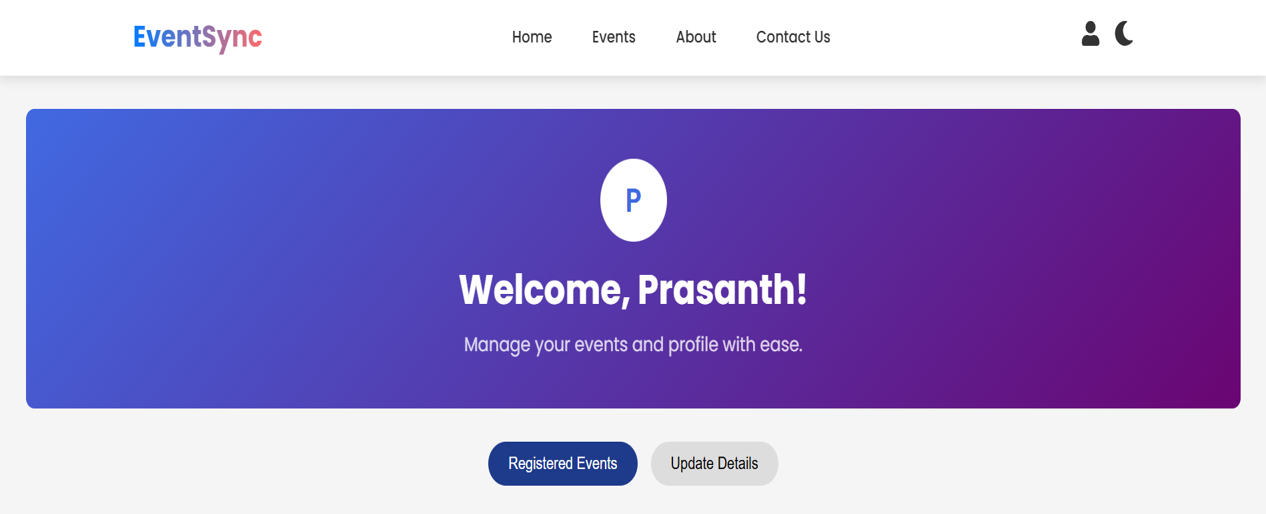 EventSync
Home Events About Contact Us
P
Welcome, Prasanth!
Manage your events and profile with ease.
Registered Events Update Details